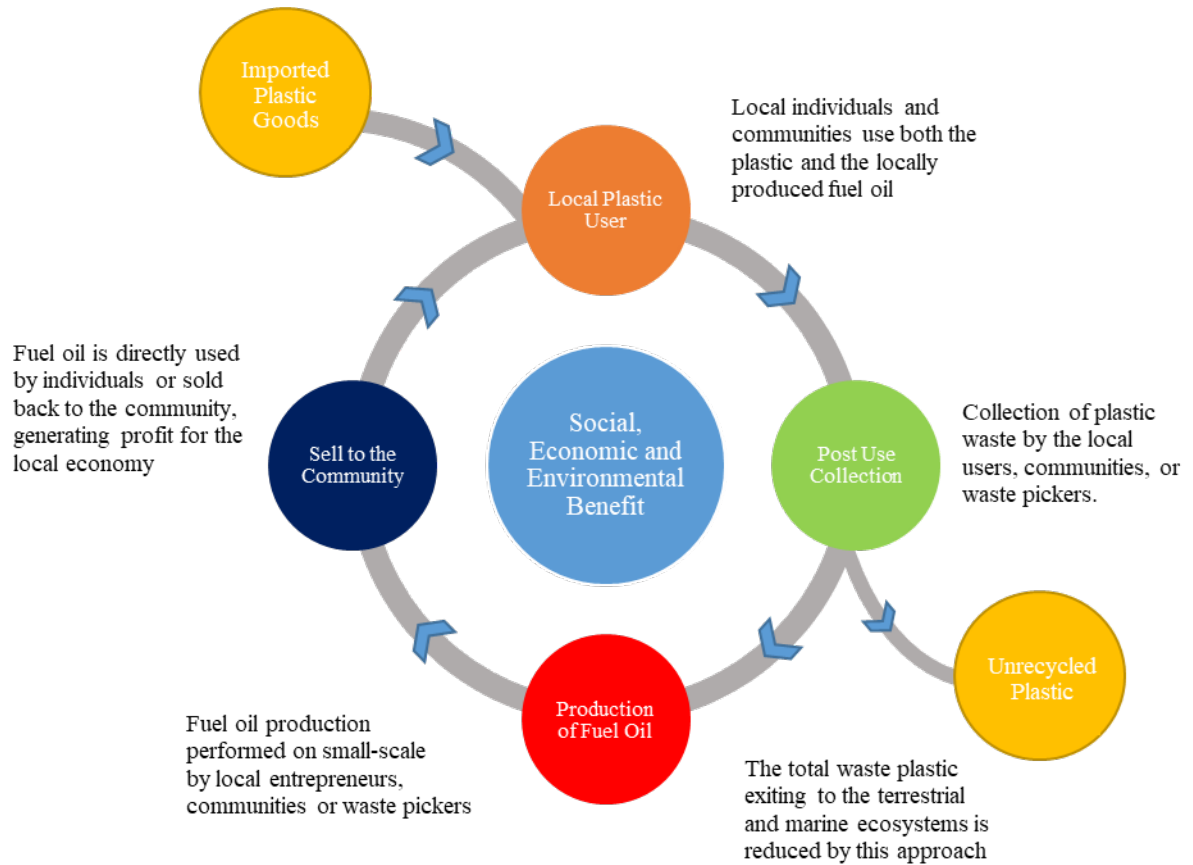 Imported
Plastic
Goods
Local individuals and
communities use both the
plastic and the locally
produced fuel oil
Local Plastic
User
Fuel oil is directly used
by individuals or sold
back to the community,
generating profit for the
local economy
Sell to the
Community
Social,
Economic and
Environmental
Benefit
Post Use
Collection
Collection of plastic
waste by the local
users, communities, or
waste pickers.
Unrecycled
Plastic
Production
of Fuel Oil
Fuel oil production
performed on small-scale
by local entrepreneurs,
communities or waste pickers
The total waste plastic
exiting to the terrestrial
and marine ecosystems is
reduced by this approach